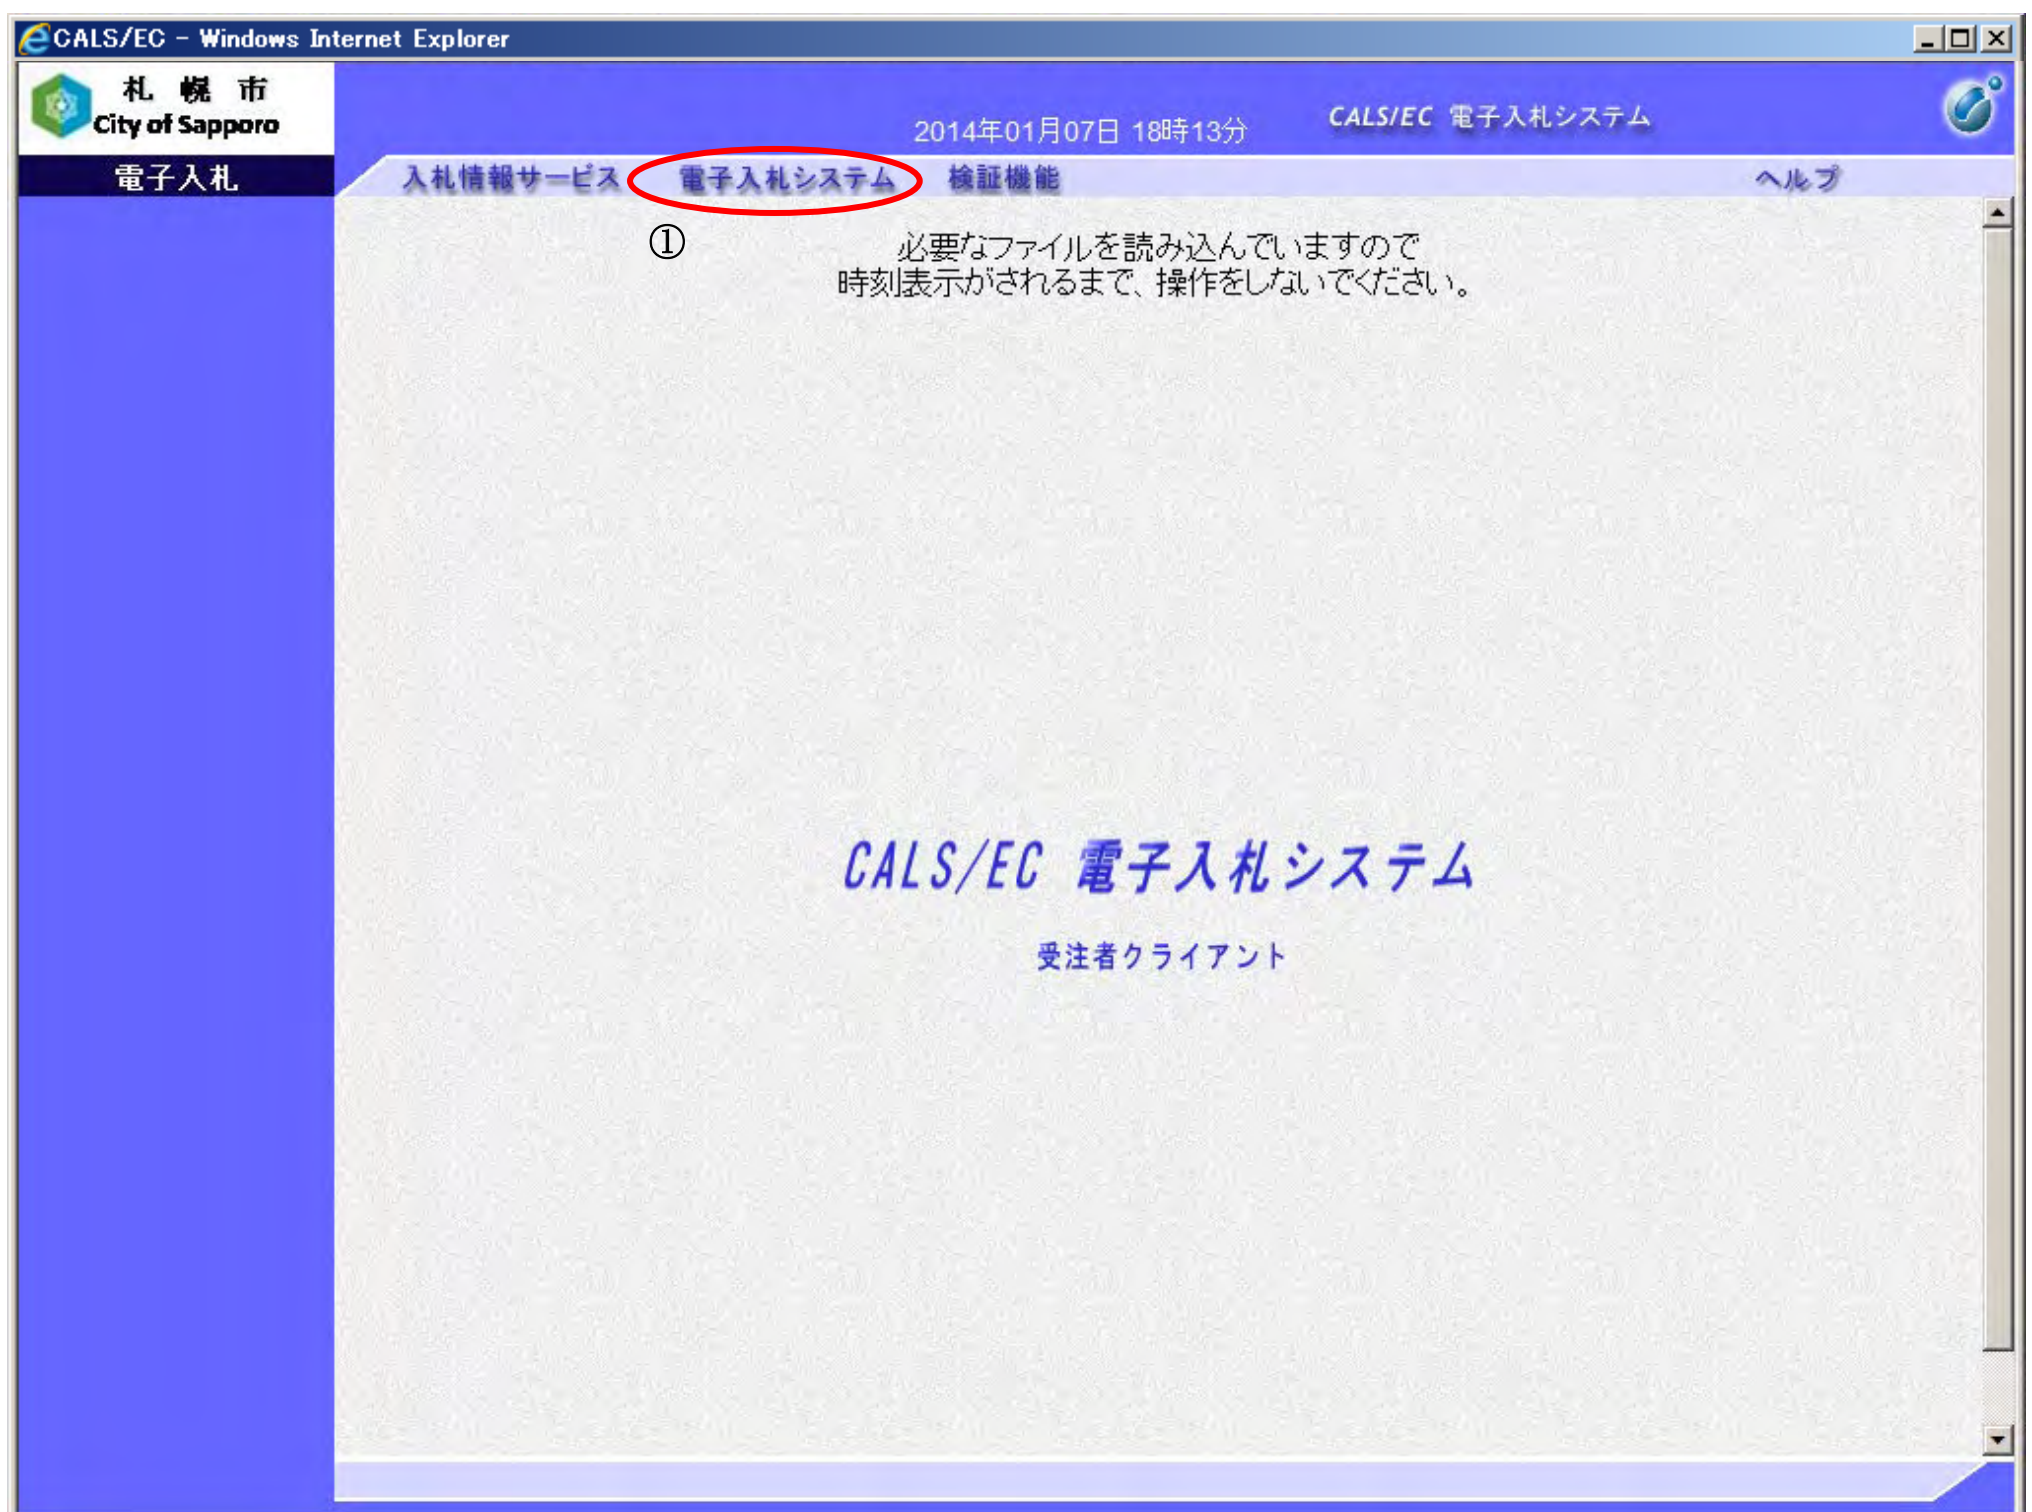 CALS/EC - Windows Internet Explorer
札幌市
City of Sapporo
2014年01月07日 18時13分
CALS/EC 電子入札システム
電子入札
入札情報サービス 電子入札システム 検証機能 ヘルプ
①
必要なファイルを読み込んでいますので
時刻表示がされるまで、操作をしないでください。
CALS/EC 電子入札システム
受注者クライアント